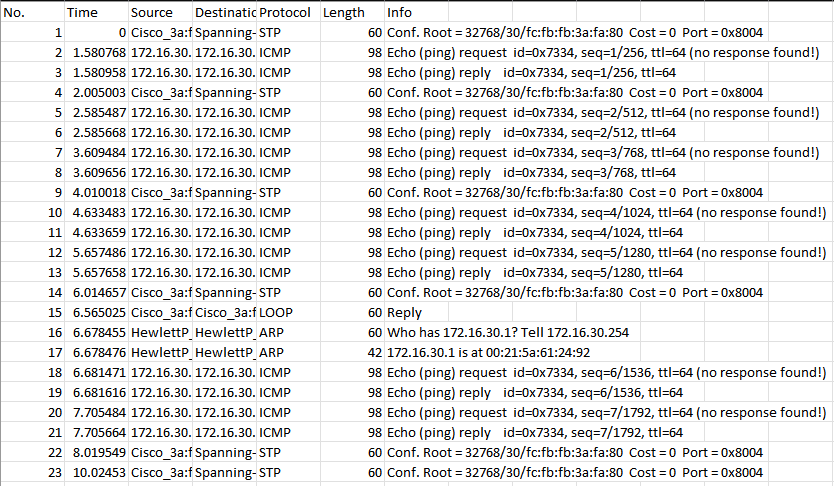 No. Time Source Destinatic Protocol Length Info
1 0 Cisco_3a:f Spanning- STP 60 Conf. Root = 32768/30/fc:fb:fb:3a:fa:80 Cost = 0 Port = 0x8004
2 1.580768 172.16.30. 172.16.30. ICMP 98 Echo (ping) request id=0x7334, seq=1/256, ttl=64 (no response found!)
3 1.580958 172.16.30. 172.16.30. ICMP 98 Echo (ping) reply id=0x7334, seq=1/256, ttl=64
4 2.005003 Cisco_3a:f Spanning- STP 60 Conf. Root = 32768/30/fc:fb:fb:3a:fa:80 Cost = 0 Port = 0x8004
5 2.585487 172.16.30. 172.16.30. ICMP 98 Echo (ping) request id=0x7334, seq=2/512, ttl=64 (no response found!)
6 2.585668 172.16.30. 172.16.30. ICMP 98 Echo (ping) reply id=0x7334, seq=2/512, ttl=64
7 3.609484 172.16.30. 172.16.30. ICMP 98 Echo (ping) request id=0x7334, seq=3/768, ttl=64 (no response found!)
8 3.609656 172.16.30. 172.16.30. ICMP 98 Echo (ping) reply id=0x7334, seq=3/768, ttl=64
9 4.010018 Cisco_3a:f Spanning- STP 60 Conf. Root = 32768/30/fc:fb:fb:3a:fa:80 Cost = 0 Port = 0x8004
10 4.633483 172.16.30. 172.16.30. ICMP 98 Echo (ping) request id=0x7334, seq=4/1024, ttl=64 (no response found!)
11 4.633659 172.16.30. 172.16.30. ICMP 98 Echo (ping) reply id=0x7334, seq=4/1024, ttl=64
12 5.657486 172.16.30. 172.16.30. ICMP 98 Echo (ping) request id=0x7334, seq=5/1280, ttl=64 (no response found!)
13 5.657658 172.16.30. 172.16.30. ICMP 98 Echo (ping) reply id=0x7334, seq=5/1280, ttl=64
14 6.014657 Cisco_3a:f Spanning- STP 60 Conf. Root = 32768/30/fc:fb:fb:3a:fa:80 Cost = 0 Port = 0x8004
15 6.565025 Cisco_3a:f Cisco_3a:f LOOP 60 Reply
16 6.678455 HewlettP_ HewlettP_ ARP 60 Who has 172.16.30.1? Tell 172.16.30.254
17 6.678476 HewlettP_ HewlettP_ ARP 42 172.16.30.1 is at 00:21:5a:61:24:92
18 6.681471 172.16.30. 172.16.30. ICMP 98 Echo (ping) request id=0x7334, seq=6/1536, ttl=64 (no response found!)
19 6.681616 172.16.30. 172.16.30. ICMP 98 Echo (ping) reply id=0x7334, seq=6/1536, ttl=64
20 7.705484 172.16.30. 172.16.30. ICMP 98 Echo (ping) request id=0x7334, seq=7/1792, ttl=64 (no response found!)
21 7.705664 172.16.30. 172.16.30. ICMP 98 Echo (ping) reply id=0x7334, seq=7/1792, ttl=64
22 8.019549 Cisco_3a:f Spanning- STP 60 Conf. Root = 32768/30/fc:fb:fb:3a:fa:80 Cost = 0 Port = 0x8004
23 10.02453 Cisco_3a:f Spanning- STP 60 Conf. Root = 32768/30/fc:fb:fb:3a:fa:80 Cost = 0 Port = 0x8004